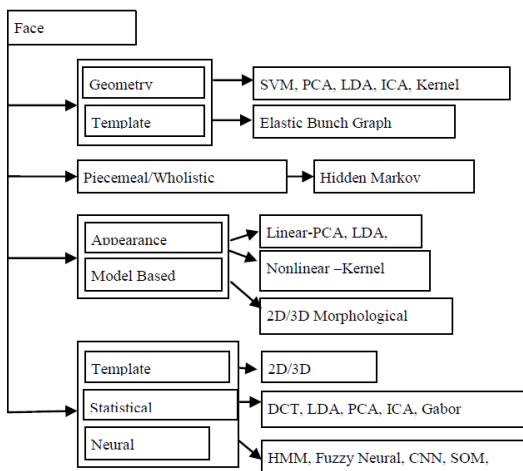 Face
Geometry
SVM, PCA, LDA, ICA, Kernel
Template
Elastic Bunch Graph
Piecemeal/Wholistic
Hidden Markov
Appearance
Linear-PCA, LDA,
Nonlinear –Kernel
Model Based
2D/3D Morphological
Template
2D/3D
Statistical
DCT, LDA, PCA, ICA, Gabor
Neural
HMM, Fuzzy Neural, CNN, SOM,